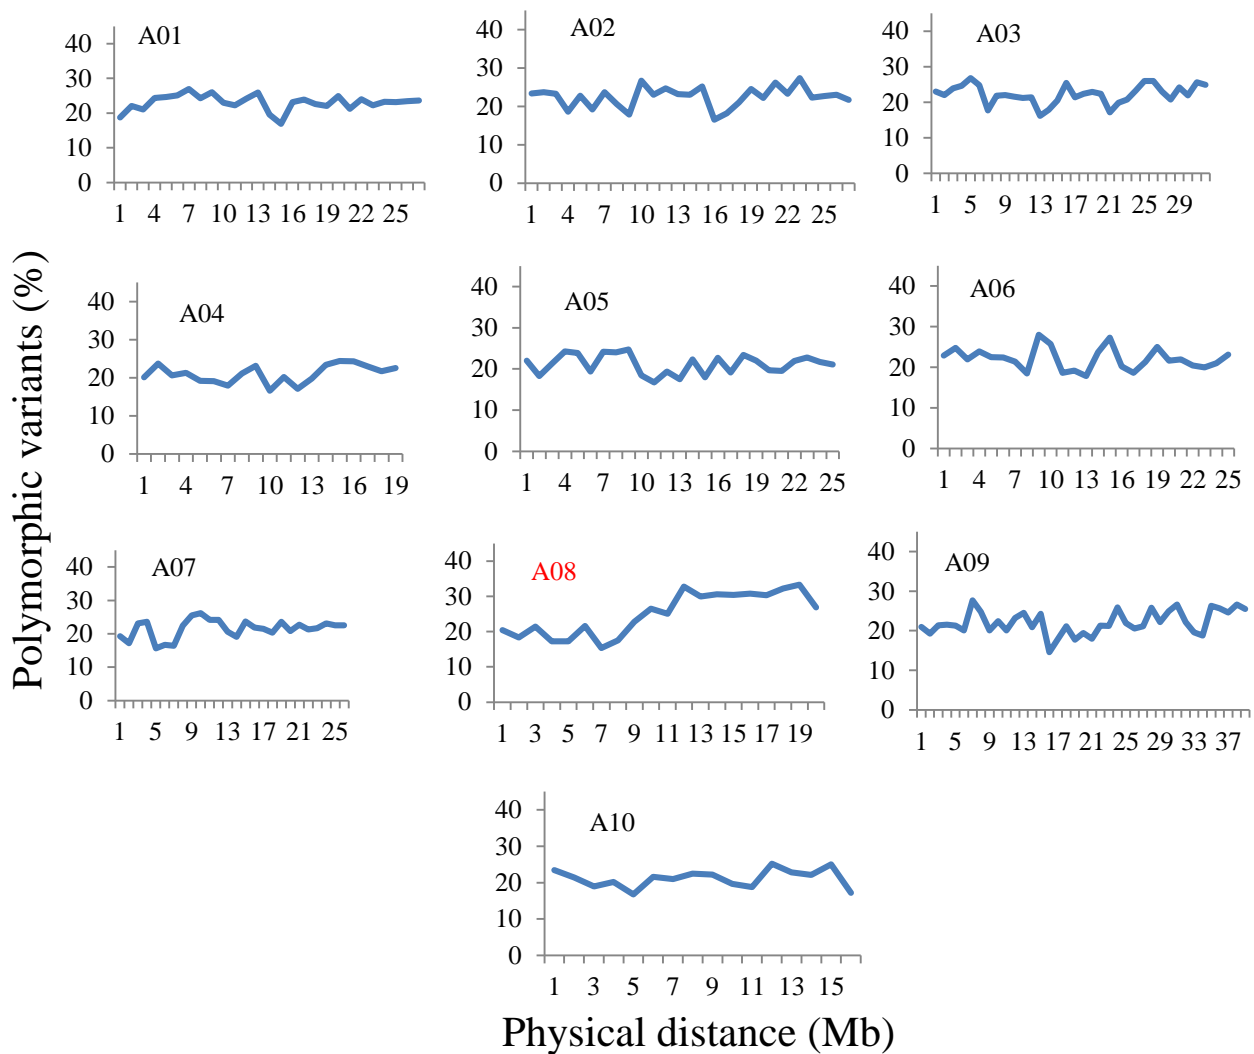 Polymorphic variants (%)
A01
40
30
20
10
0
1 4 7 10 13 16 19 22 25
A02
40
30
20
10
0
1 4 7 10 13 16 19 22 25
A03
40
30
20
10
0
1 5 9 13 17 21 25 29
A04
40
30
20
10
0
1 4 7 10 13 16 19
A05
40
30
20
10
0
1 4 7 10 13 16 19 22 25
A06
40
30
20
10
0
1 4 7 10 13 16 19 22 25
A07
40
30
20
10
0
1 5 9 13 17 21 25
A08
40
30
20
10
0
1 3 5 7 9 11 13 15 17 19
A09
40
30
20
10
0
1 5 9 13 17 21 25 29 33 37
A10
40
30
20
10
0
1 3 5 7 9 11 13 15
Physical distance (Mb)